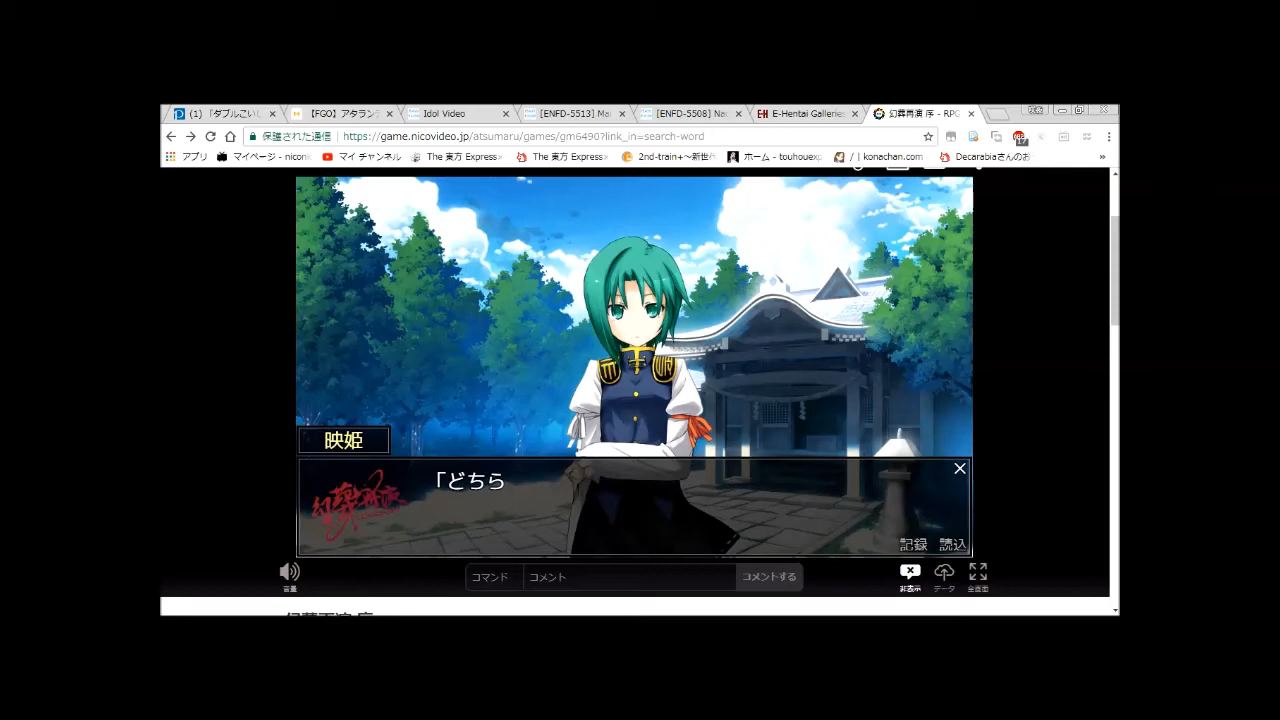 (1) 『ダブルこい
【FGO】アタラン
Idol Video
[ENFD-5513] Ma
[ENFD-5508] Na
E-Hentai Galleries
幻葬再演 序 - RPG
保護された通信
https://game.nicovideo.jp/atsumaru/games/gm6490?link_in=search-word
アプリ
マイページ - niconi
マイ チャンネル
The 東方 Express
The 東方 Express
2nd-train+〜新世
ホーム - touhouexp
/ | konachan.com
Decarabiaさんのお
»
映姫
幻葬再演
「どちら
記録 読込
音量
コマンド
コメント
コメントする
非表示
データ
全画面